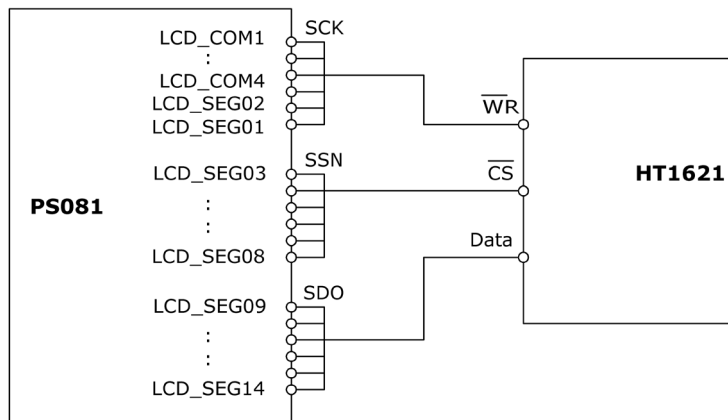 SCK
LCD_COM1
:
LCD_COM4
LCD_SEG02
LCD_SEG01
WR
SSN
LCD_SEG03
CS
HT1621
PS081
:
:
Data
LCD_SEG08
SDO
LCD_SEG09
:
:
LCD_SEG14